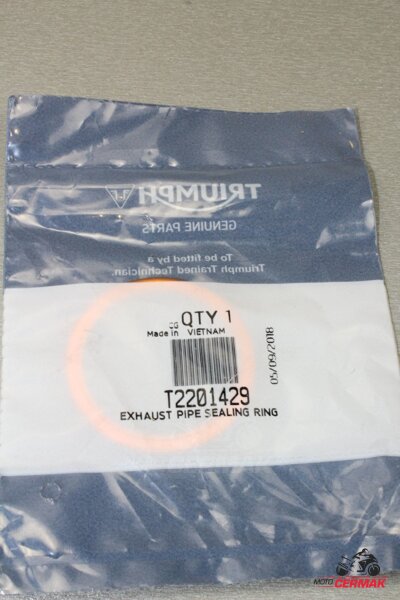 TRIUMPH
GENUINE PARTS
To be fitted by a
Triumph Trained Technician.
CG QTY 1
Made in VIETNAM
05/09/2018
T2201429
EXHAUST PIPE SEALING RING
MOTO
CERMAK